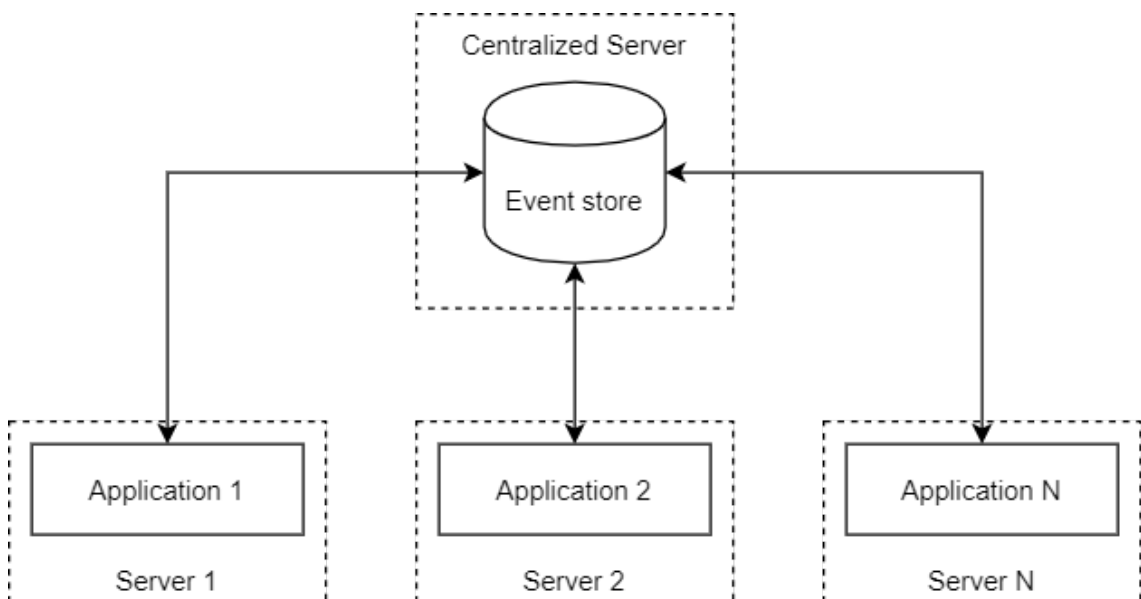 Centralized Server
Event store
Application 1
Application 2
Application N
Server 1
Server 2
Server N